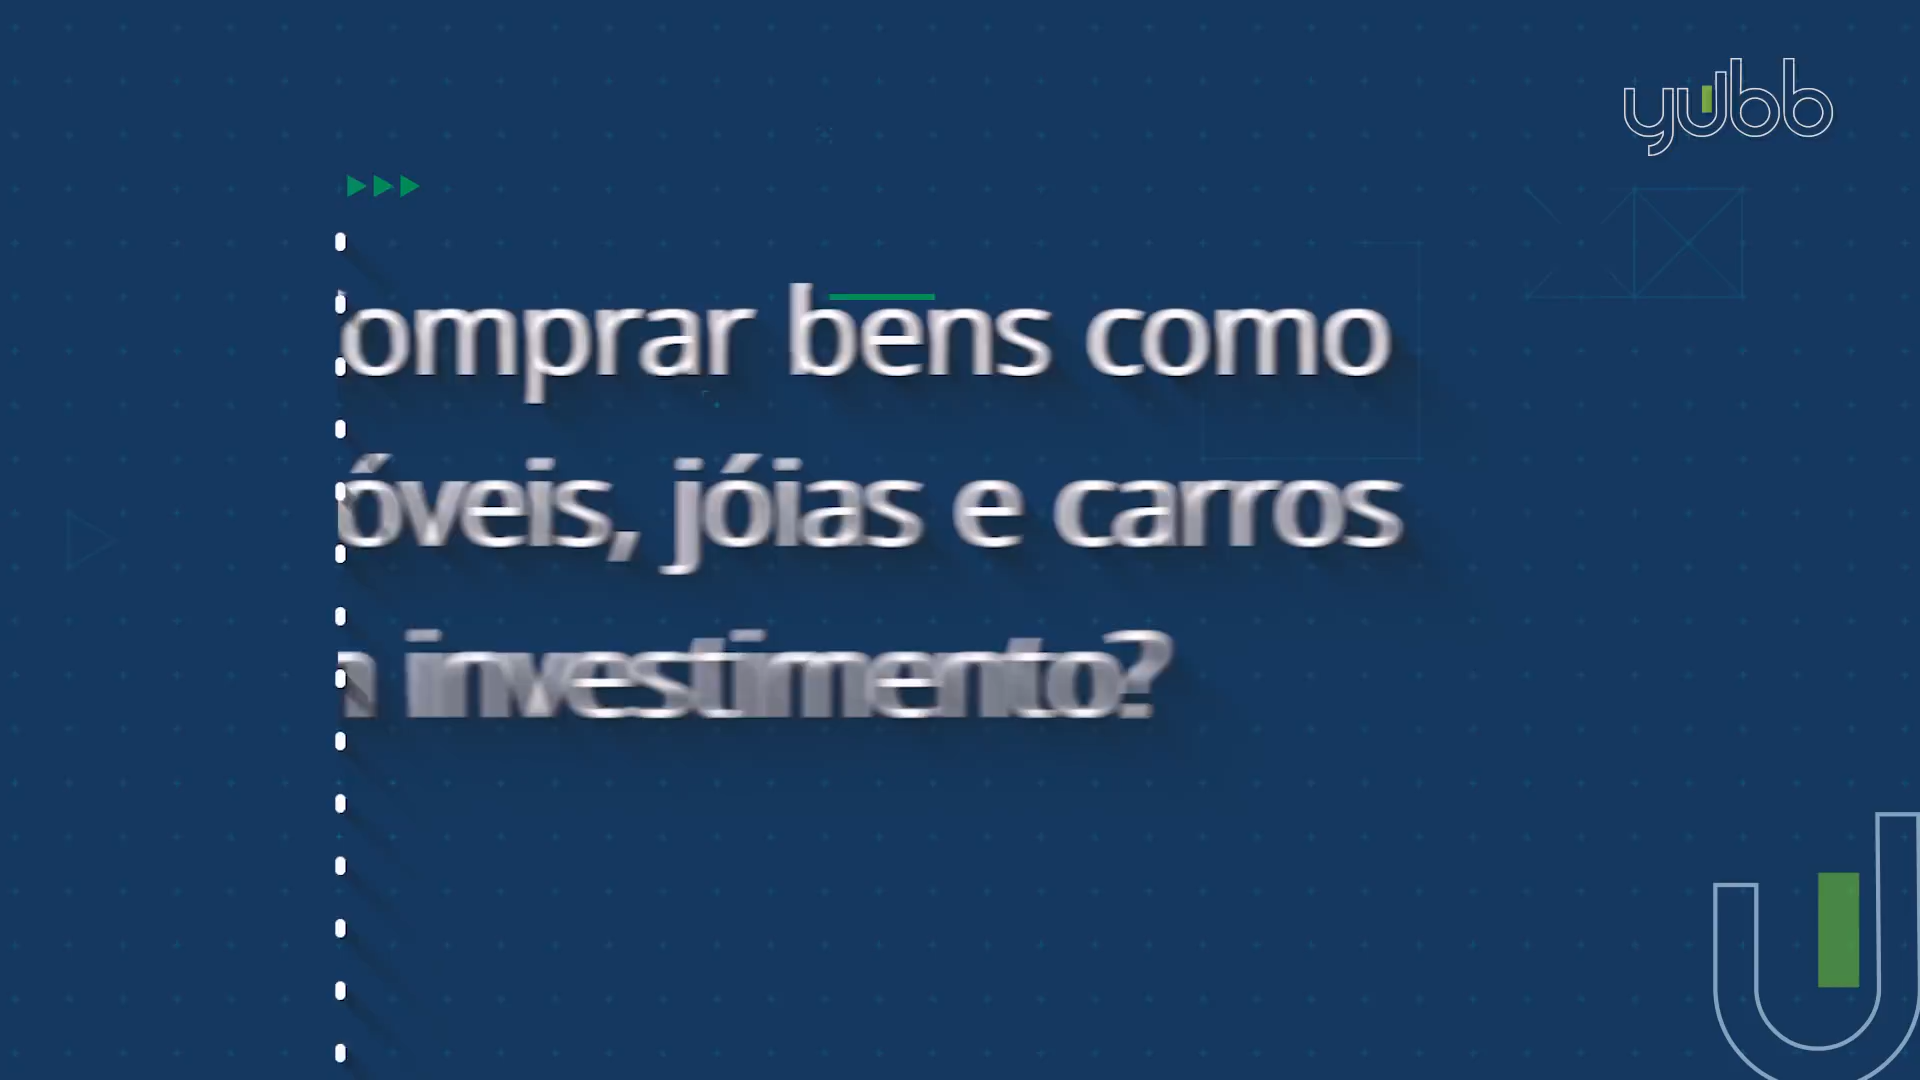 yubb
omprar bens como
óveis, jóias e carros
investimento?